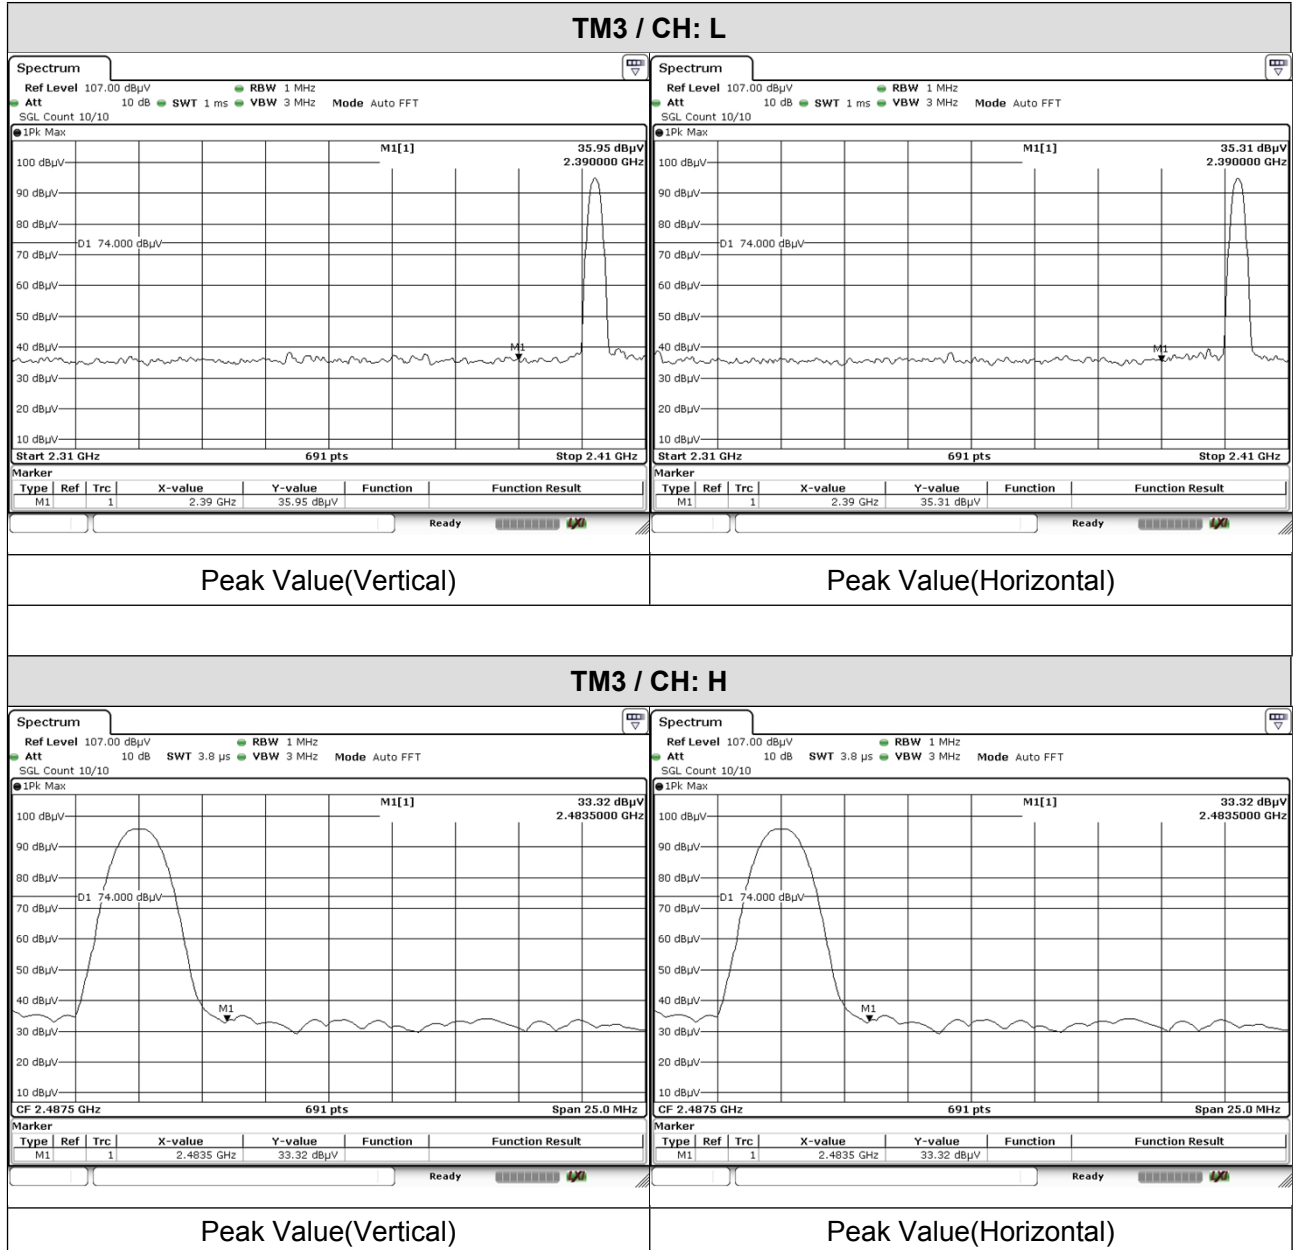 TM3 / CH: L
Spectrum
Ref Level 107.00 dBµV RBW 1 MHz
Att 10 dB SWT 1 ms VBW 3 MHz Mode Auto FFT
SGL Count 10/10
1Pk Max
M1[1] 35.95 dBµV
2.390000 GHz
100 dBµV
90 dBµV
80 dBµV
D1 74.000 dBµV
70 dBµV
60 dBµV
50 dBµV
40 dBµV
M1
30 dBµV
20 dBµV
10 dBµV
Start 2.31 GHz 691 pts Stop 2.41 GHz
Marker
Type Ref Trc X-value Y-value Function Function Result
M1 1 2.39 GHz 35.95 dBµV
Ready LXI
Peak Value(Vertical)
Spectrum
Ref Level 107.00 dBµV RBW 1 MHz
Att 10 dB SWT 1 ms VBW 3 MHz Mode Auto FFT
SGL Count 10/10
1Pk Max
M1[1] 35.31 dBµV
2.390000 GHz
100 dBµV
90 dBµV
80 dBµV
D1 74.000 dBµV
70 dBµV
60 dBµV
50 dBµV
40 dBµV
M1
30 dBµV
20 dBµV
10 dBµV
Start 2.31 GHz 691 pts Stop 2.41 GHz
Marker
Type Ref Trc X-value Y-value Function Function Result
M1 1 2.39 GHz 35.31 dBµV
Ready LXI
Peak Value(Horizontal)
TM3 / CH: H
Spectrum
Ref Level 107.00 dBµV RBW 1 MHz
Att 10 dB SWT 3.8 µs VBW 3 MHz Mode Auto FFT
SGL Count 10/10
1Pk Max
M1[1] 33.32 dBµV
2.4835000 GHz
100 dBµV
90 dBµV
80 dBµV
D1 74.000 dBµV
70 dBµV
60 dBµV
50 dBµV
40 dBµV
M1
30 dBµV
20 dBµV
10 dBµV
CF 2.4875 GHz 691 pts Span 25.0 MHz
Marker
Type Ref Trc X-value Y-value Function Function Result
M1 1 2.4835 GHz 33.32 dBµV
Ready LXI
Peak Value(Vertical)
Spectrum
Ref Level 107.00 dBµV RBW 1 MHz
Att 10 dB SWT 3.8 µs VBW 3 MHz Mode Auto FFT
SGL Count 10/10
1Pk Max
M1[1] 33.32 dBµV
2.4835000 GHz
100 dBµV
90 dBµV
80 dBµV
D1 74.000 dBµV
70 dBµV
60 dBµV
50 dBµV
40 dBµV
M1
30 dBµV
20 dBµV
10 dBµV
CF 2.4875 GHz 691 pts Span 25.0 MHz
Marker
Type Ref Trc X-value Y-value Function Function Result
M1 1 2.4835 GHz 33.32 dBµV
Ready LXI
Peak Value(Horizontal)